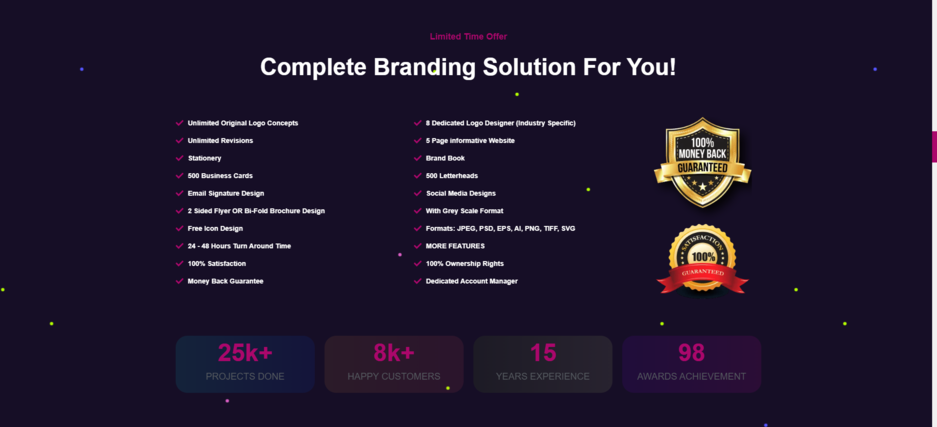 Limited Time Offer
Complete Branding Solution For You!
Unlimited Original Logo Concepts
Unlimited Revisions
Stationery
500 Business Cards
Email Signature Design
2 Sided Flyer OR Bi-Fold Brochure Design
Free Icon Design
24 - 48 Hours Turn Around Time
100% Satisfaction
Money Back Guarantee
8 Dedicated Logo Designer (Industry Specific)
5 Page informative Website
Brand Book
500 Letterheads
Social Media Designs
With Grey Scale Format
Formats: JPEG, PSD, EPS, AI, PNG, TIFF, SVG
MORE FEATURES
100% Ownership Rights
Dedicated Account Manager
100%
MONEY BACK
GUARANTEED
SATISFACTION
100%
GUARANTEED
25k+
PROJECTS DONE
8k+
HAPPY CUSTOMERS
15
YEARS EXPERIENCE
98
AWARDS ACHIEVEMENT